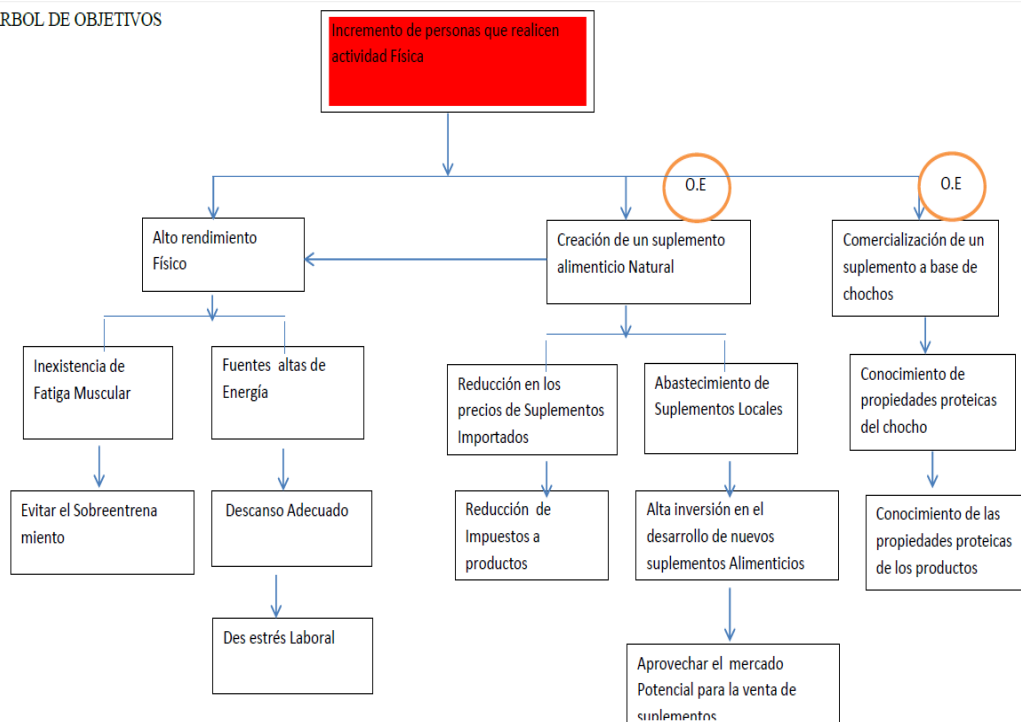 RBOL DE OBJETIVOS
Incremento de personas que realicen
actividad Física
O.E
O.E
Alto rendimiento
Físico
Creación de un suplemento
alimenticio Natural
Comercialización de un
suplemento a base de
chochos
Inexistencia de
Fatiga Muscular
Fuentes altas de
Energía
Reducción en los
precios de Suplementos
Importados
Abastecimiento de
Suplementos Locales
Conocimiento de
propiedades proteicas
del chocho
Evitar el Sobreentrena
miento
Descanso Adecuado
Reducción de
Impuestos a
productos
Alta inversión en el
desarrollo de nuevos
suplementos Alimenticios
Conocimiento de las
propiedades proteicas
de los productos
Des estrés Laboral
Aprovechar el mercado
Potencial para la venta de
suplementos